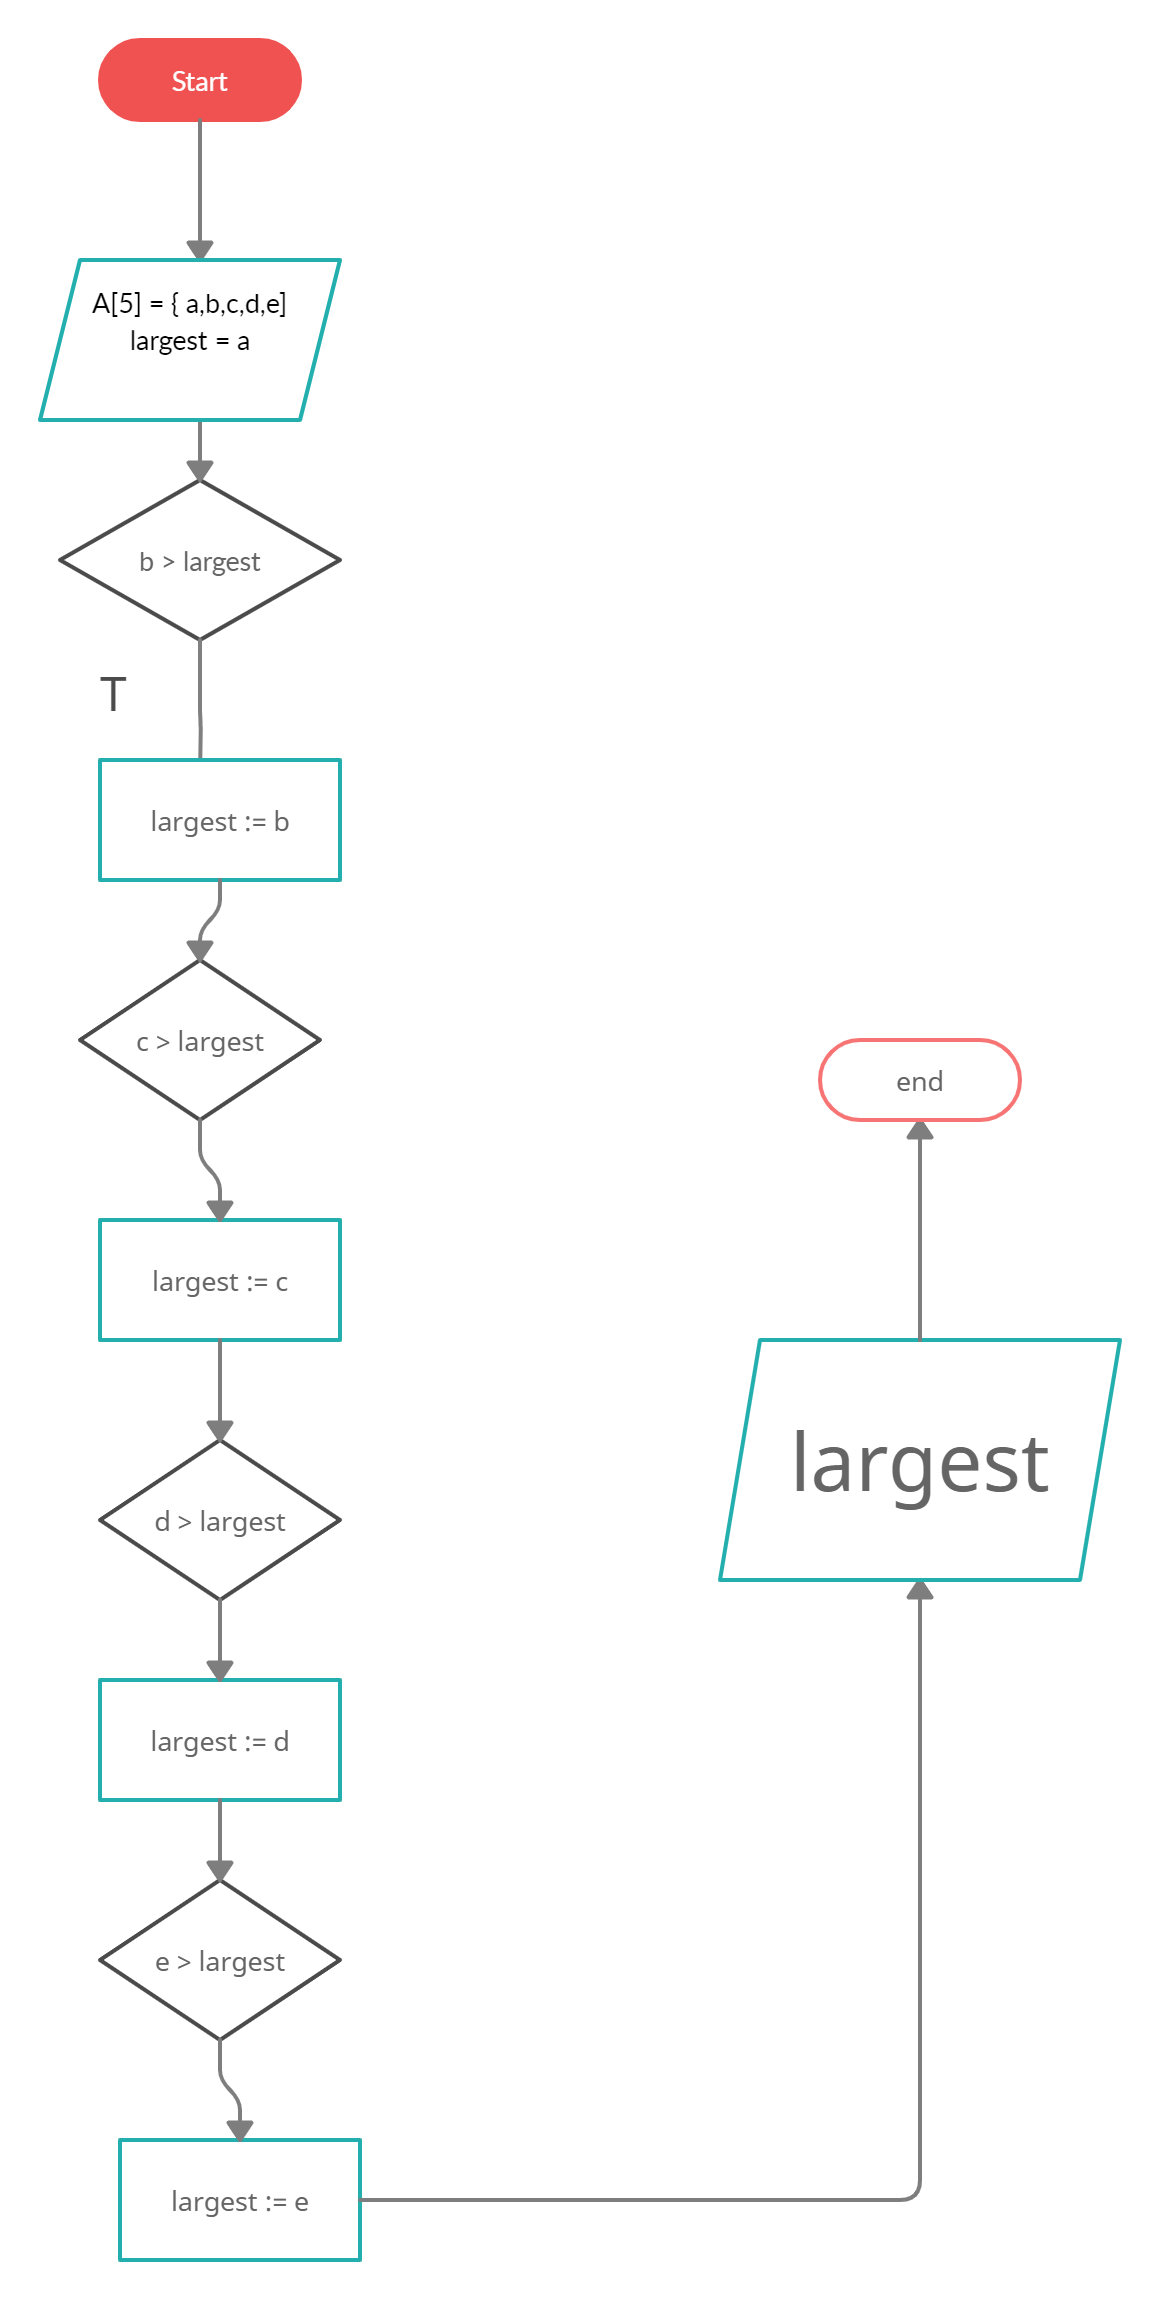 Start
A[5] = { a,b,c,d,e]
largest = a
b > largest
T
largest := b
c > largest
largest := c
d > largest
largest := d
e > largest
largest := e
largest
end